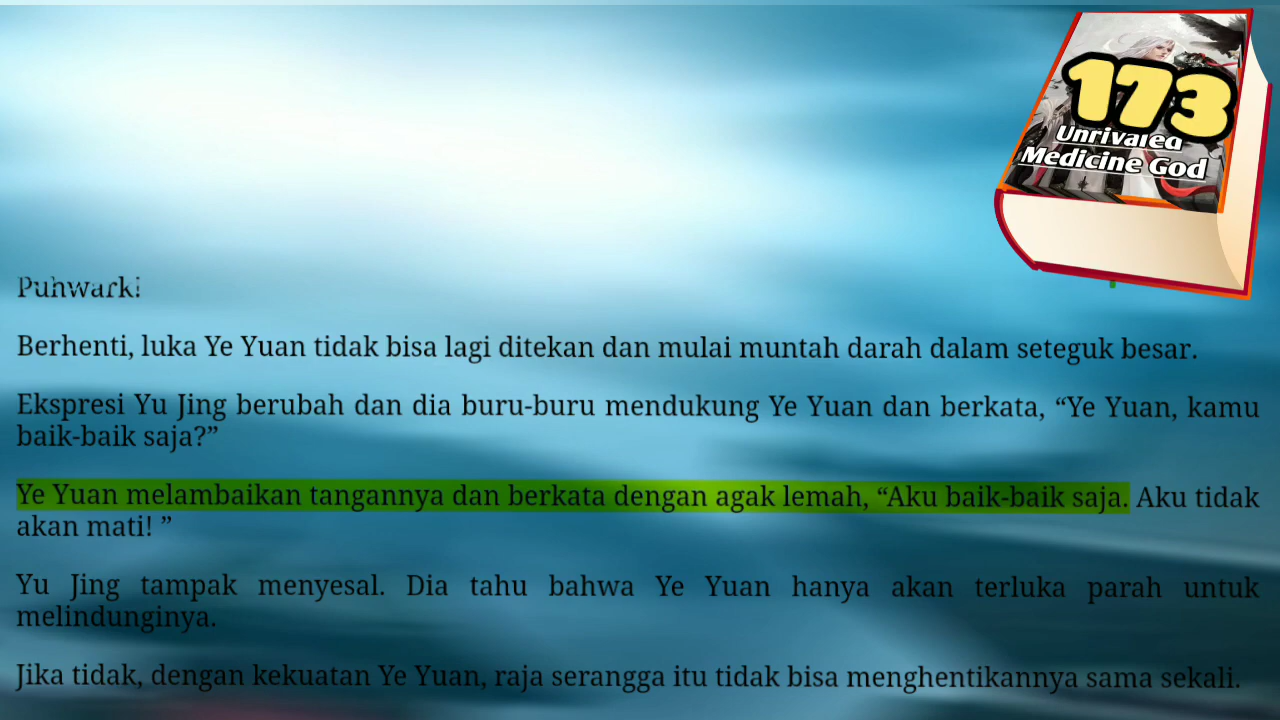 173
Unrivaled
Medicine God
Puhwark!
Berhenti, luka Ye Yuan tidak bisa lagi ditekan dan mulai muntah darah dalam seteguk besar.
Ekspresi Yu Jing berubah dan dia buru-buru mendukung Ye Yuan dan berkata, “Ye Yuan, kamu
baik-baik saja?”
Ye Yuan melambaikan tangannya dan berkata dengan agak lemah, “Aku baik-baik saja. Aku tidak
akan mati! ”
Yu Jing tampak menyesal. Dia tahu bahwa Ye Yuan hanya akan terluka parah untuk
melindunginya.
Jika tidak, dengan kekuatan Ye Yuan, raja serangga itu tidak bisa menghentikannya sama sekali.